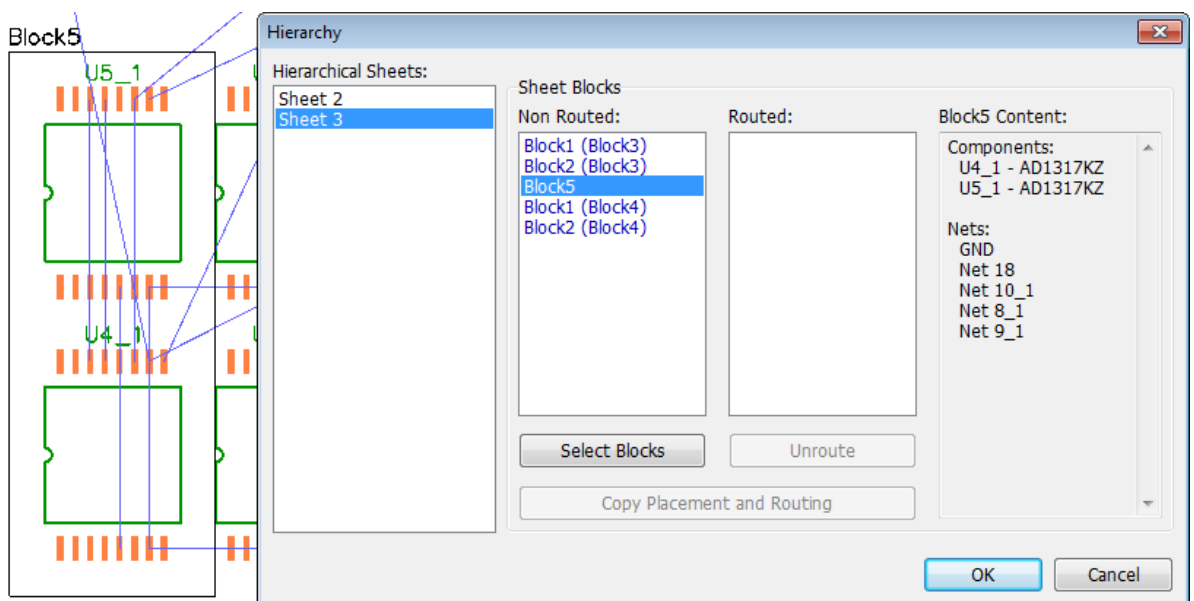 Block5
U5_1
U4_1
Hierarchy
Hierarchical Sheets:
Sheet 2
Sheet 3
Sheet Blocks
Non Routed:
Block1 (Block3)
Block2 (Block3)
Block5
Block1 (Block4)
Block2 (Block4)
Routed:
Block5 Content:
Components:
U4_1 - AD1317KZ
U5_1 - AD1317KZ
Nets:
GND
Net 18
Net 10_1
Net 8_1
Net 9_1
Select Blocks
Unroute
Copy Placement and Routing
OK
Cancel